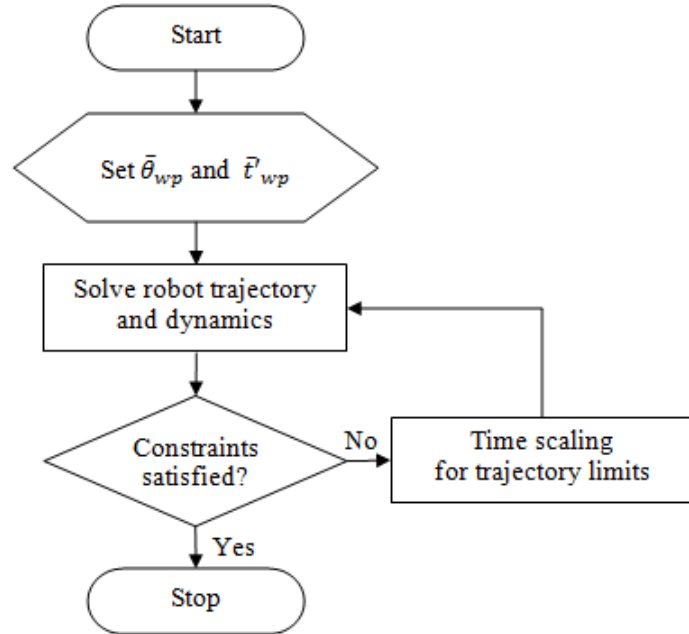 Start
Set θ̄wp and t̄'wp
Solve robot trajectory
and dynamics
Constraints
satisfied?
No
Time scaling
for trajectory limits
Yes
Stop